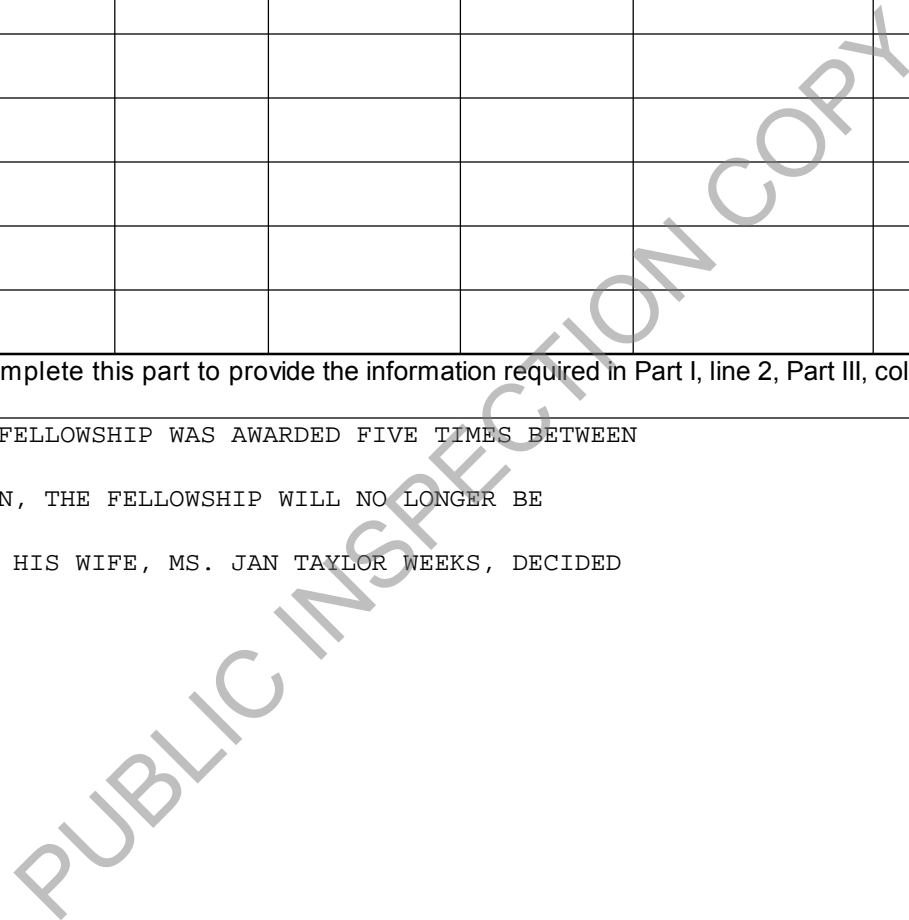 mplete this part to provide the information required in Part I, line 2, Part III, col
FELLOWSHIP WAS AWARDED FIVE TIMES BETWEEN
N, THE FELLOWSHIP WILL NO LONGER BE
HIS WIFE, MS. JAN TAYLOR WEEKS, DECIDED
PUBLIC INSPECTION COPY